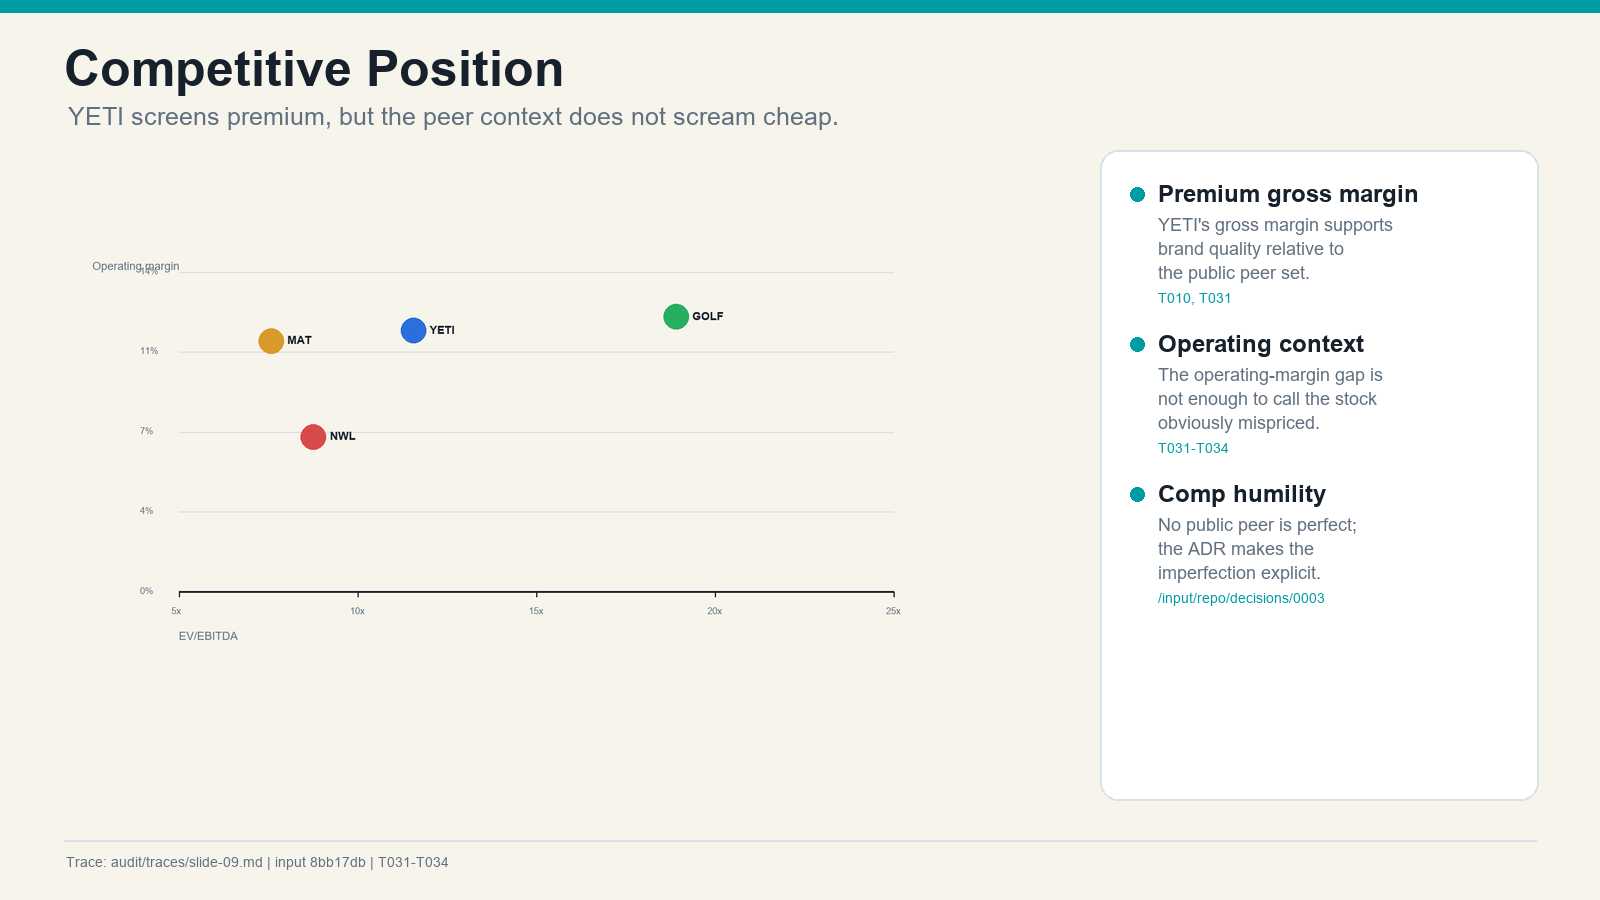 Competitive Position
YETI screens premium, but the peer context does not scream cheap.
Operating margin
14%
GOLF
YETI
MAT
11%
7%
NWL
4%
0%
5x
10x
15x
20x
25x
EV/EBITDA
Premium gross margin
YETI's gross margin supports
brand quality relative to
the public peer set.
T010, T031
Operating context
The operating-margin gap is
not enough to call the stock
obviously mispriced.
T031-T034
Comp humility
No public peer is perfect;
the ADR makes the
imperfection explicit.
/input/repo/decisions/0003
Trace: audit/traces/slide-09.md | input 8bb17db | T031-T034